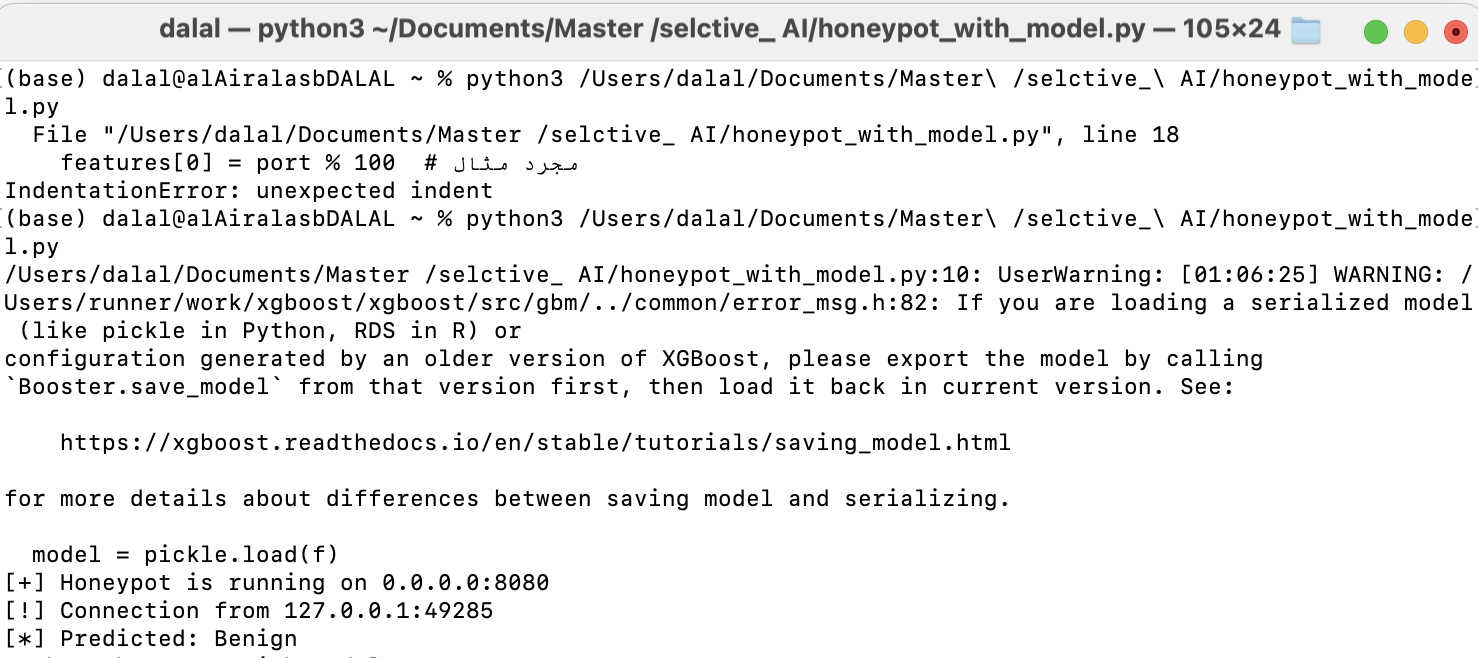 dalal — python3 ~/Documents/Master /selctive_ AI/honeypot_with_model.py — 105×24
(base) dalal@alAiralasbDALAL ~ % python3 /Users/dalal/Documents/Master\ /selctive_\ AI/honeypot_with_mode
l.py
File "/Users/dalal/Documents/Master /selctive_ AI/honeypot_with_model.py", line 18
features[0] = port % 100  # مجرد مثال
IndentationError: unexpected indent
(base) dalal@alAiralasbDALAL ~ % python3 /Users/dalal/Documents/Master\ /selctive_\ AI/honeypot_with_mode
l.py
/Users/dalal/Documents/Master /selctive_ AI/honeypot_with_model.py:10: UserWarning: [01:06:25] WARNING: /
Users/runner/work/xgboost/xgboost/src/gbm/../common/error_msg.h:82: If you are loading a serialized model
(like pickle in Python, RDS in R) or
configuration generated by an older version of XGBoost, please export the model by calling
`Booster.save_model` from that version first, then load it back in current version. See:
https://xgboost.readthedocs.io/en/stable/tutorials/saving_model.html
for more details about differences between saving model and serializing.
model = pickle.load(f)
[+] Honeypot is running on 0.0.0.0:8080
[!] Connection from 127.0.0.1:49285
[*] Predicted: Benign